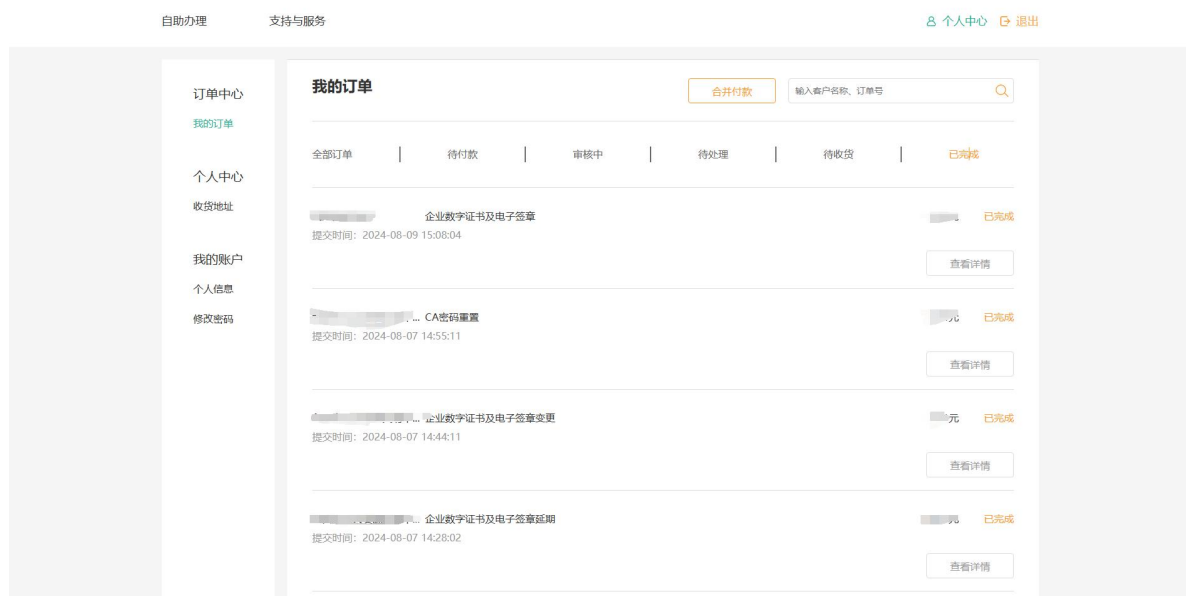 自助办理 支持与服务 个人中心 退出
订单中心
我的订单
个人中心
收货地址
我的账户
个人信息
修改密码
我的订单 合并付款 输入客户名称、订单号
全部订单 待付款 审核中 待处理 待收货 已完成
企业数字证书及电子签章 已完成
提交时间：2024-08-09 15:08:04
查看详情
... CA密码重置 元 已完成
提交时间：2024-08-07 14:55:11
查看详情
... 企业数字证书及电子签章变更 元 已完成
提交时间：2024-08-07 14:44:11
查看详情
... 企业数字证书及电子签章延期 元 已完成
提交时间：2024-08-07 14:28:02
查看详情